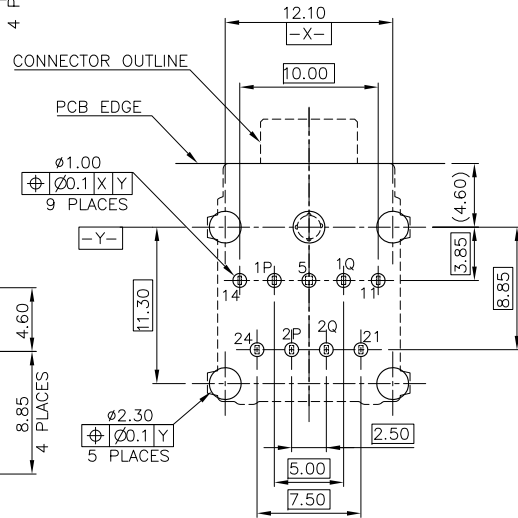 4 P
12.10
-X-
CONNECTOR OUTLINE
10.00
PCB EDGE
ø1.00
⌖ Ø0.1 X Y
9 PLACES
(4.60)
-Y-
3.85
8.85
1P 5 1Q
14 11
11.30
4.60
24 2P 2Q 21
8.85
4 PLACES
ø2.30
⌖ Ø0.1 Y
5 PLACES
2.50
5.00
7.50